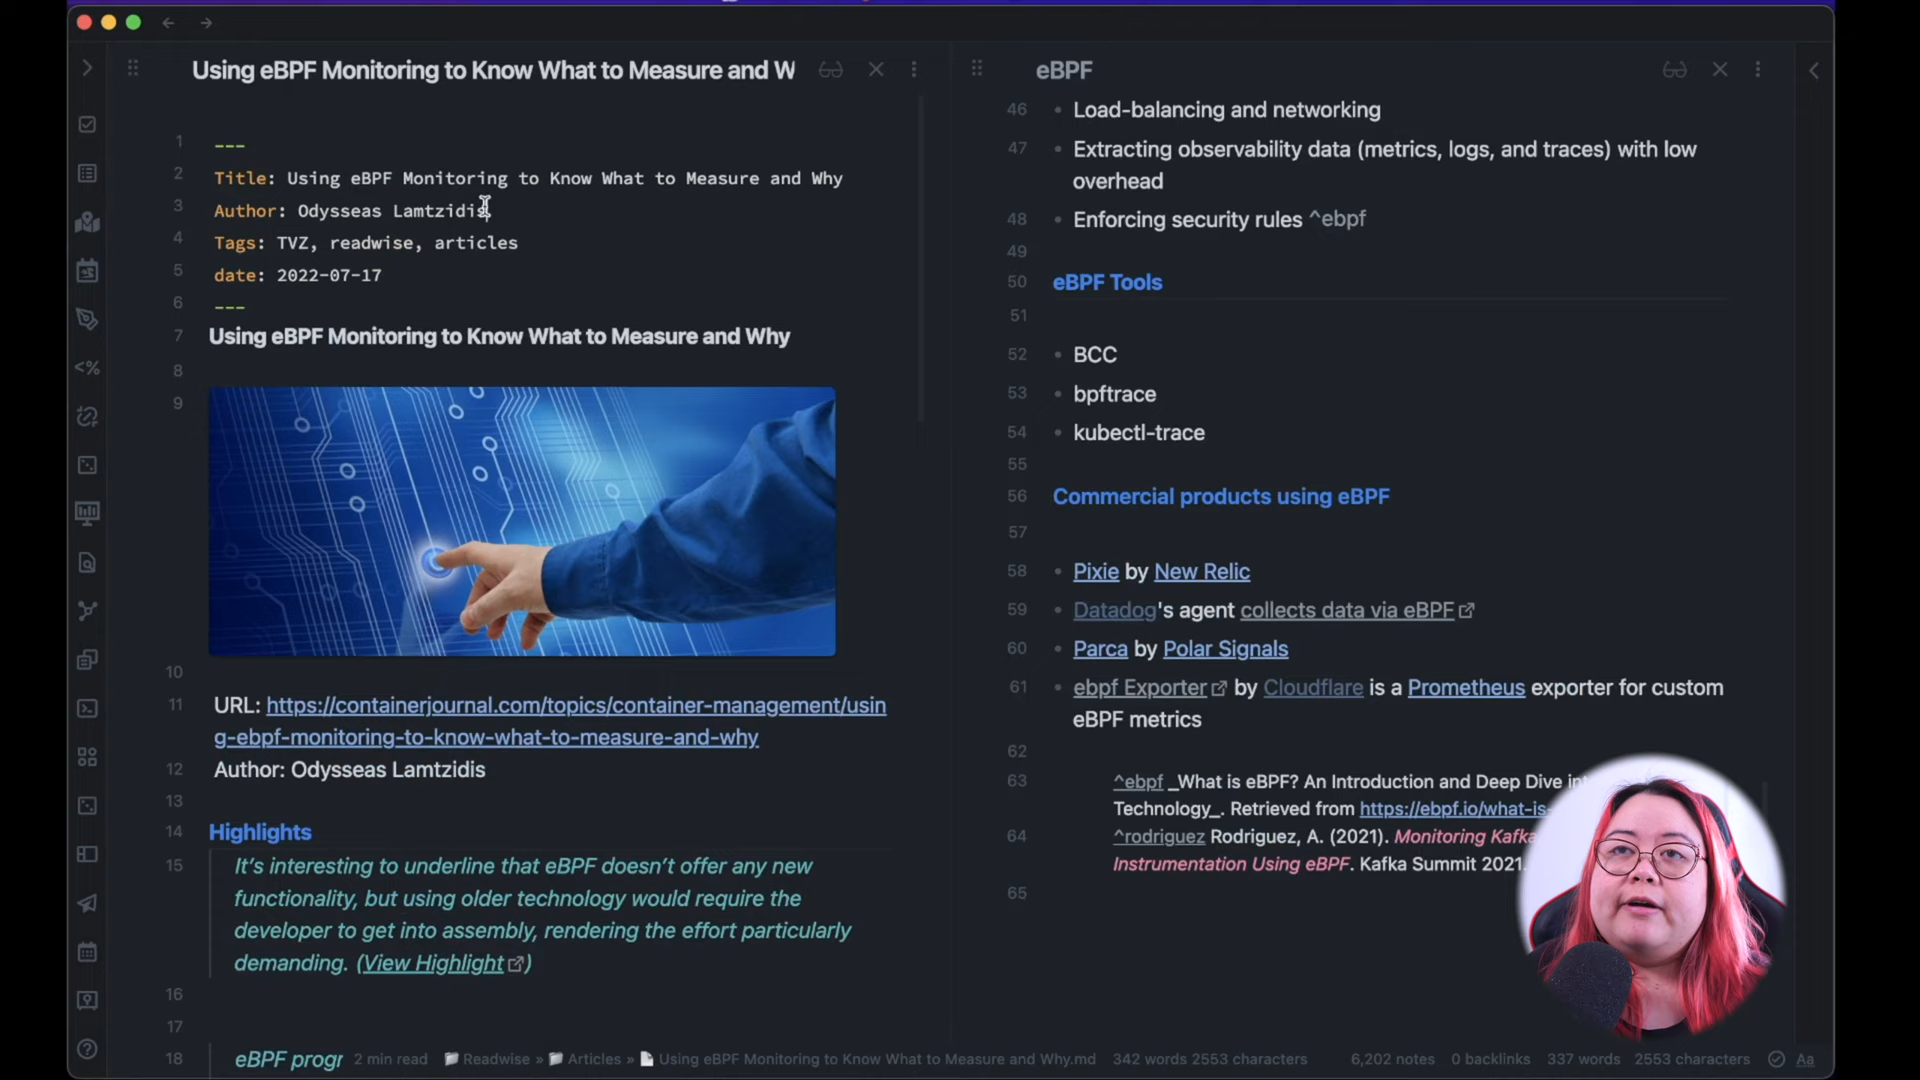 Using eBPF Monitoring to Know What to Measure and W
1 ---
2 Title: Using eBPF Monitoring to Know What to Measure and Why
3 Author: Odysseas Lamtzidis
4 Tags: TVZ, readwise, articles
5 date: 2022-07-17
6 ---
7 Using eBPF Monitoring to Know What to Measure and Why
8
9
10
11 URL: https://containerjournal.com/topics/container-management/usin
g-ebpf-monitoring-to-know-what-to-measure-and-why
12 Author: Odysseas Lamtzidis
13
14 Highlights
15 It’s interesting to underline that eBPF doesn’t offer any new
functionality, but using older technology would require the
developer to get into assembly, rendering the effort particularly
demanding. (View Highlight)
16
17
18 eBPF progr
eBPF
46 • Load-balancing and networking
47 • Extracting observability data (metrics, logs, and traces) with low
overhead
48 • Enforcing security rules ^ebpf
49
50 eBPF Tools
51
52 • BCC
53 • bpftrace
54 • kubectl-trace
55
56 Commercial products using eBPF
57
58 • Pixie by New Relic
59 • Datadog's agent collects data via eBPF
60 • Parca by Polar Signals
61 • ebpf Exporter by Cloudflare is a Prometheus exporter for custom
eBPF metrics
62
63 ^ebpf _What is eBPF? An Introduction and Deep Dive int
Technology_. Retrieved from https://ebpf.io/what-is-
64 ^rodriguez Rodriguez, A. (2021). Monitoring Kafka
Instrumentation Using eBPF. Kafka Summit 2021.
65
2 min read Readwise » Articles » Using eBPF Monitoring to Know What to Measure and Why.md 342 words 2553 characters 6,202 notes 0 backlinks 337 words 2553 characters Aa